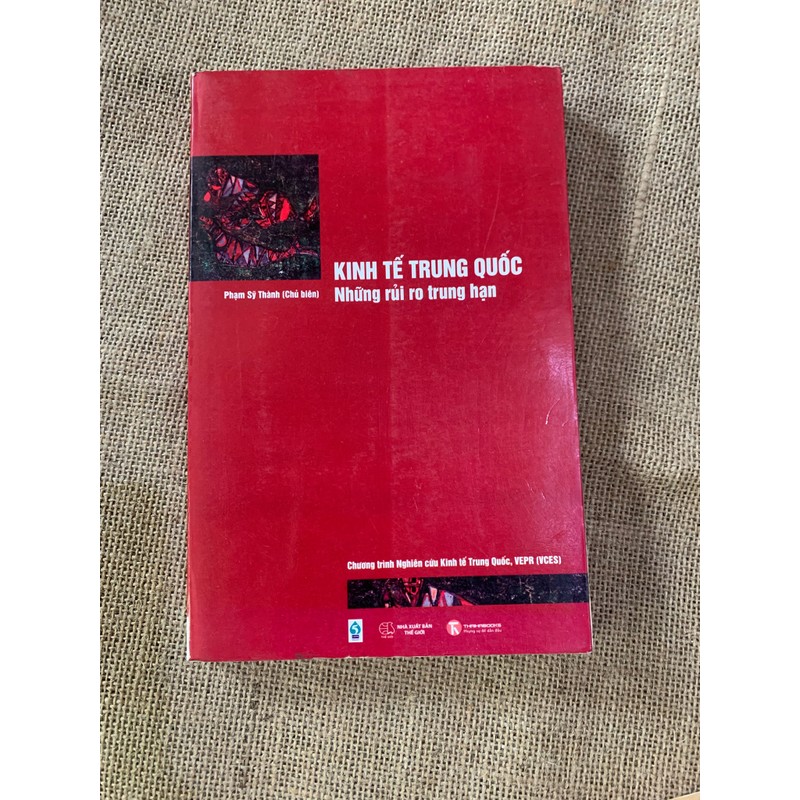 KINH TẾ TRUNG QUỐC
Phạm Sỹ Thành (Chủ biên)
Những rủi ro trung hạn
Chương trình Nghiên cứu Kinh tế Trung Quốc, VEPR (VCES)
NHÀ XUẤT BẢN
THẾ GIỚI
THAIHABOOKS